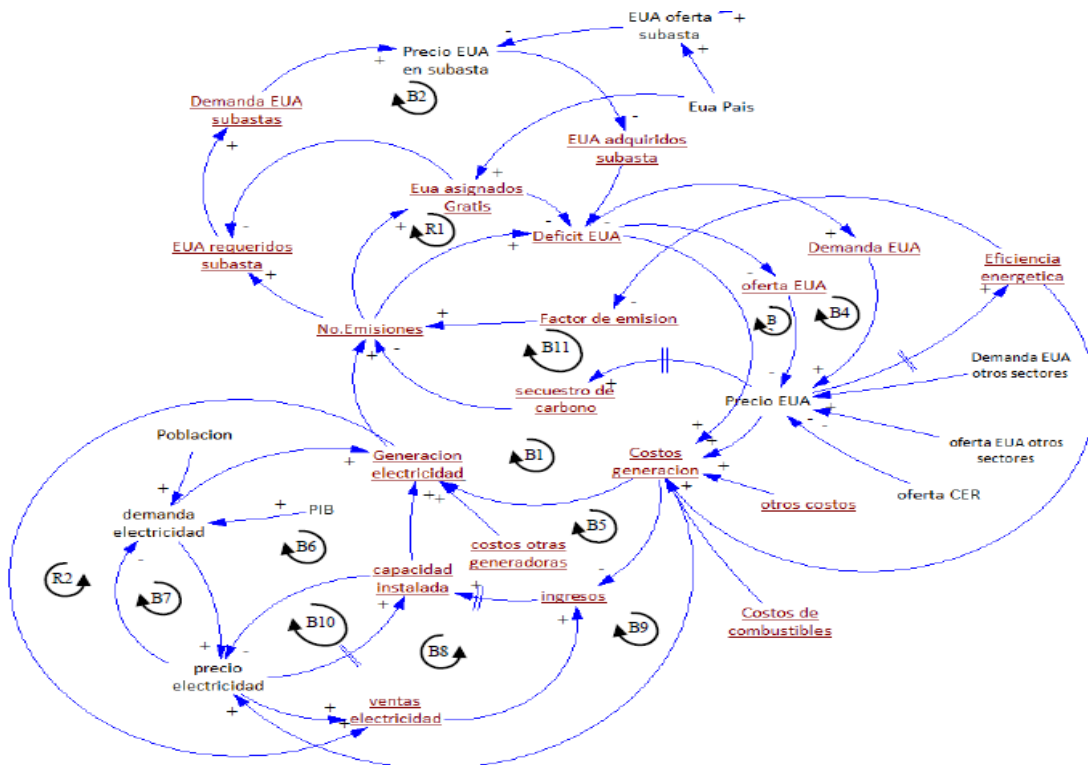 EUA oferta
subasta
Precio EUA
en subasta
B2
Demanda EUA
subastas
Eua Pais
EUA adquiridos
subasta
Eua asignados
Gratis
R1
Deficit EUA
EUA requeridos
subasta
Demanda EUA
Eficiencia
energetica
oferta EUA
B
B4
No.Emisiones
Factor de emision
B11
Demanda EUA
otros sectores
secuestro de
carbono
Precio EUA
Poblacion
B1
oferta EUA otros
sectores
Generacion
electricidad
Costos
generacion
oferta CER
otros costos
demanda
electricidad
PIB
B6
B5
costos otras
generadoras
R2
B7
capacidad
instalada
ingresos
Costos de
combustibles
B10
B8
B9
precio
electricidad
ventas
electricidad